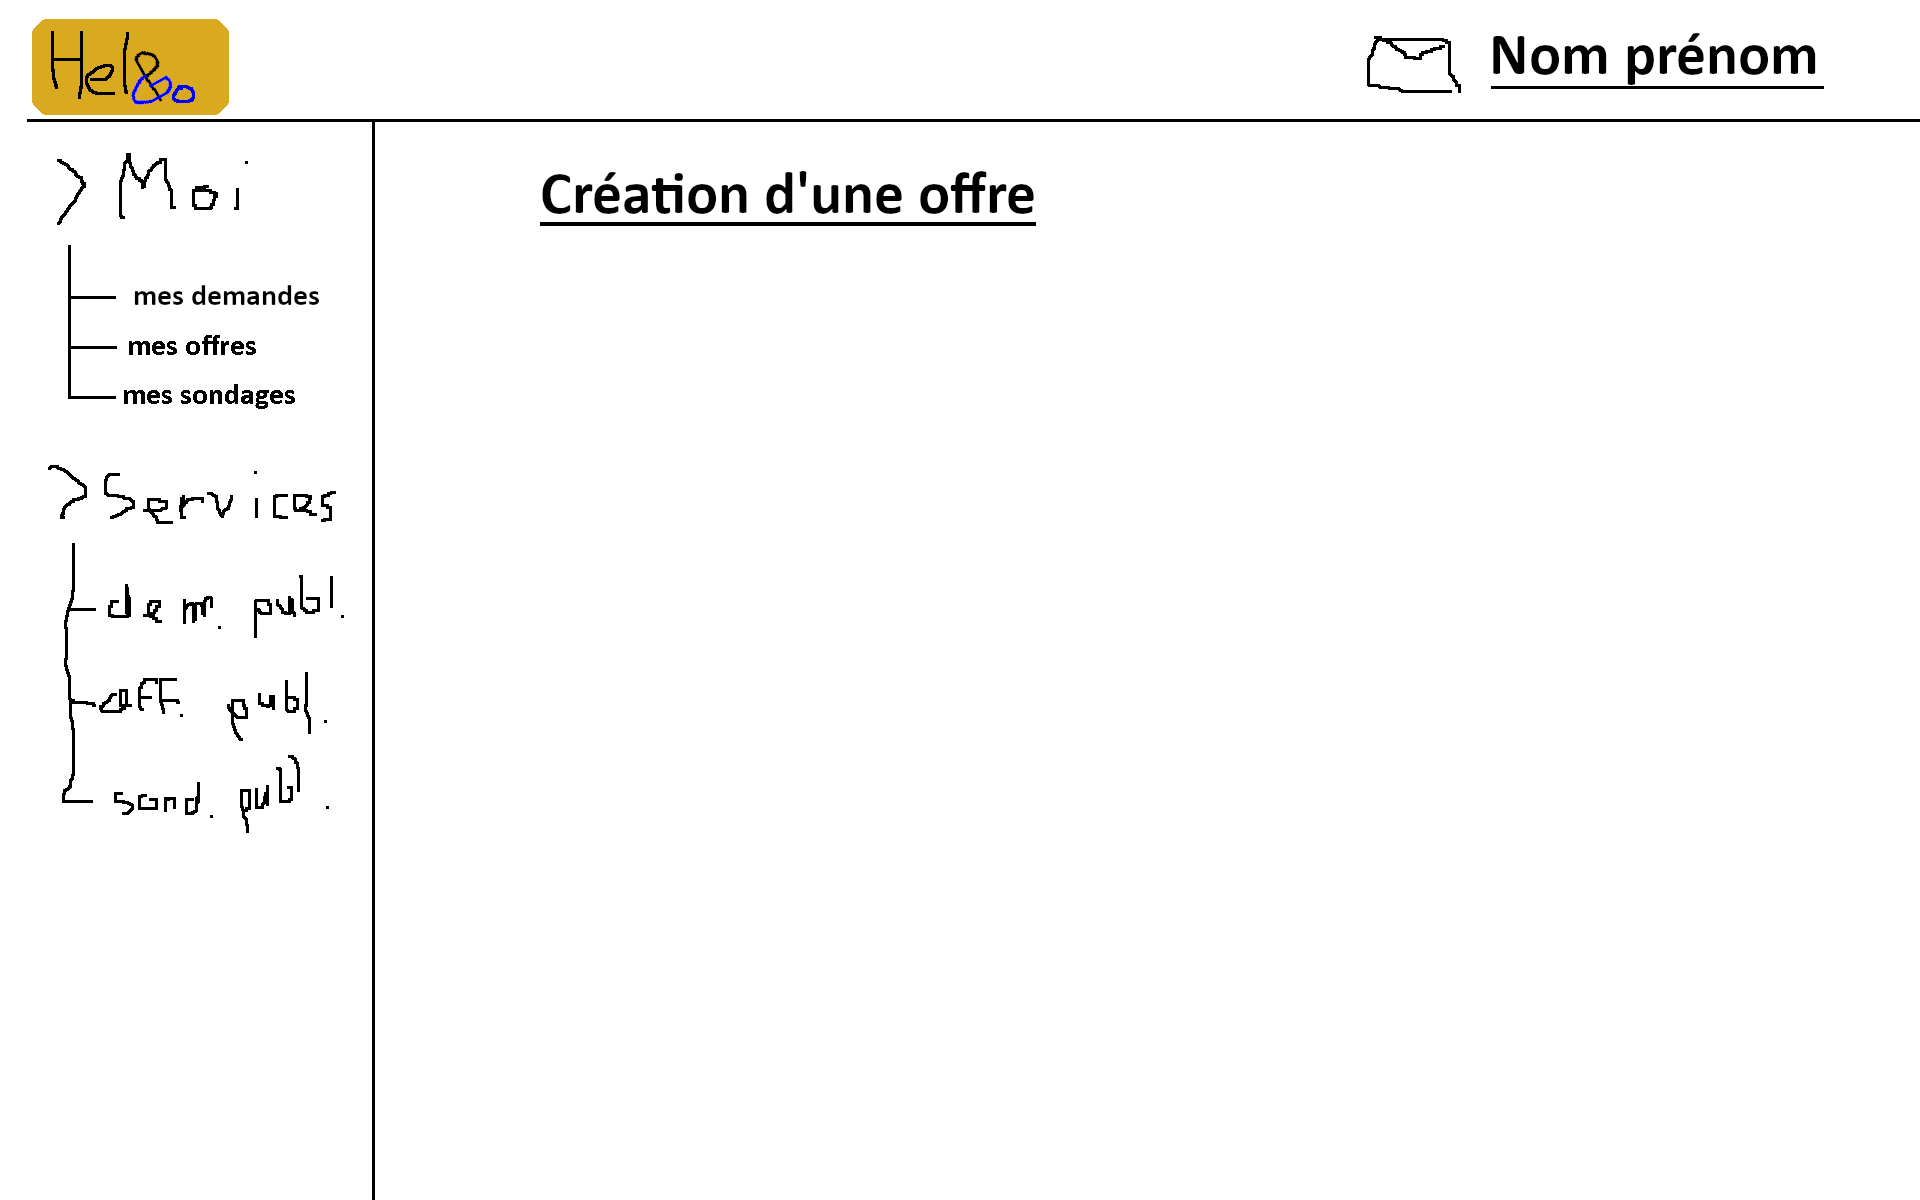 Hel&o
Nom prénom
> Moi
mes demandes
mes offres
mes sondages
> Services
dem. publ.
off. publ.
sond. publ.
Création d'une offre